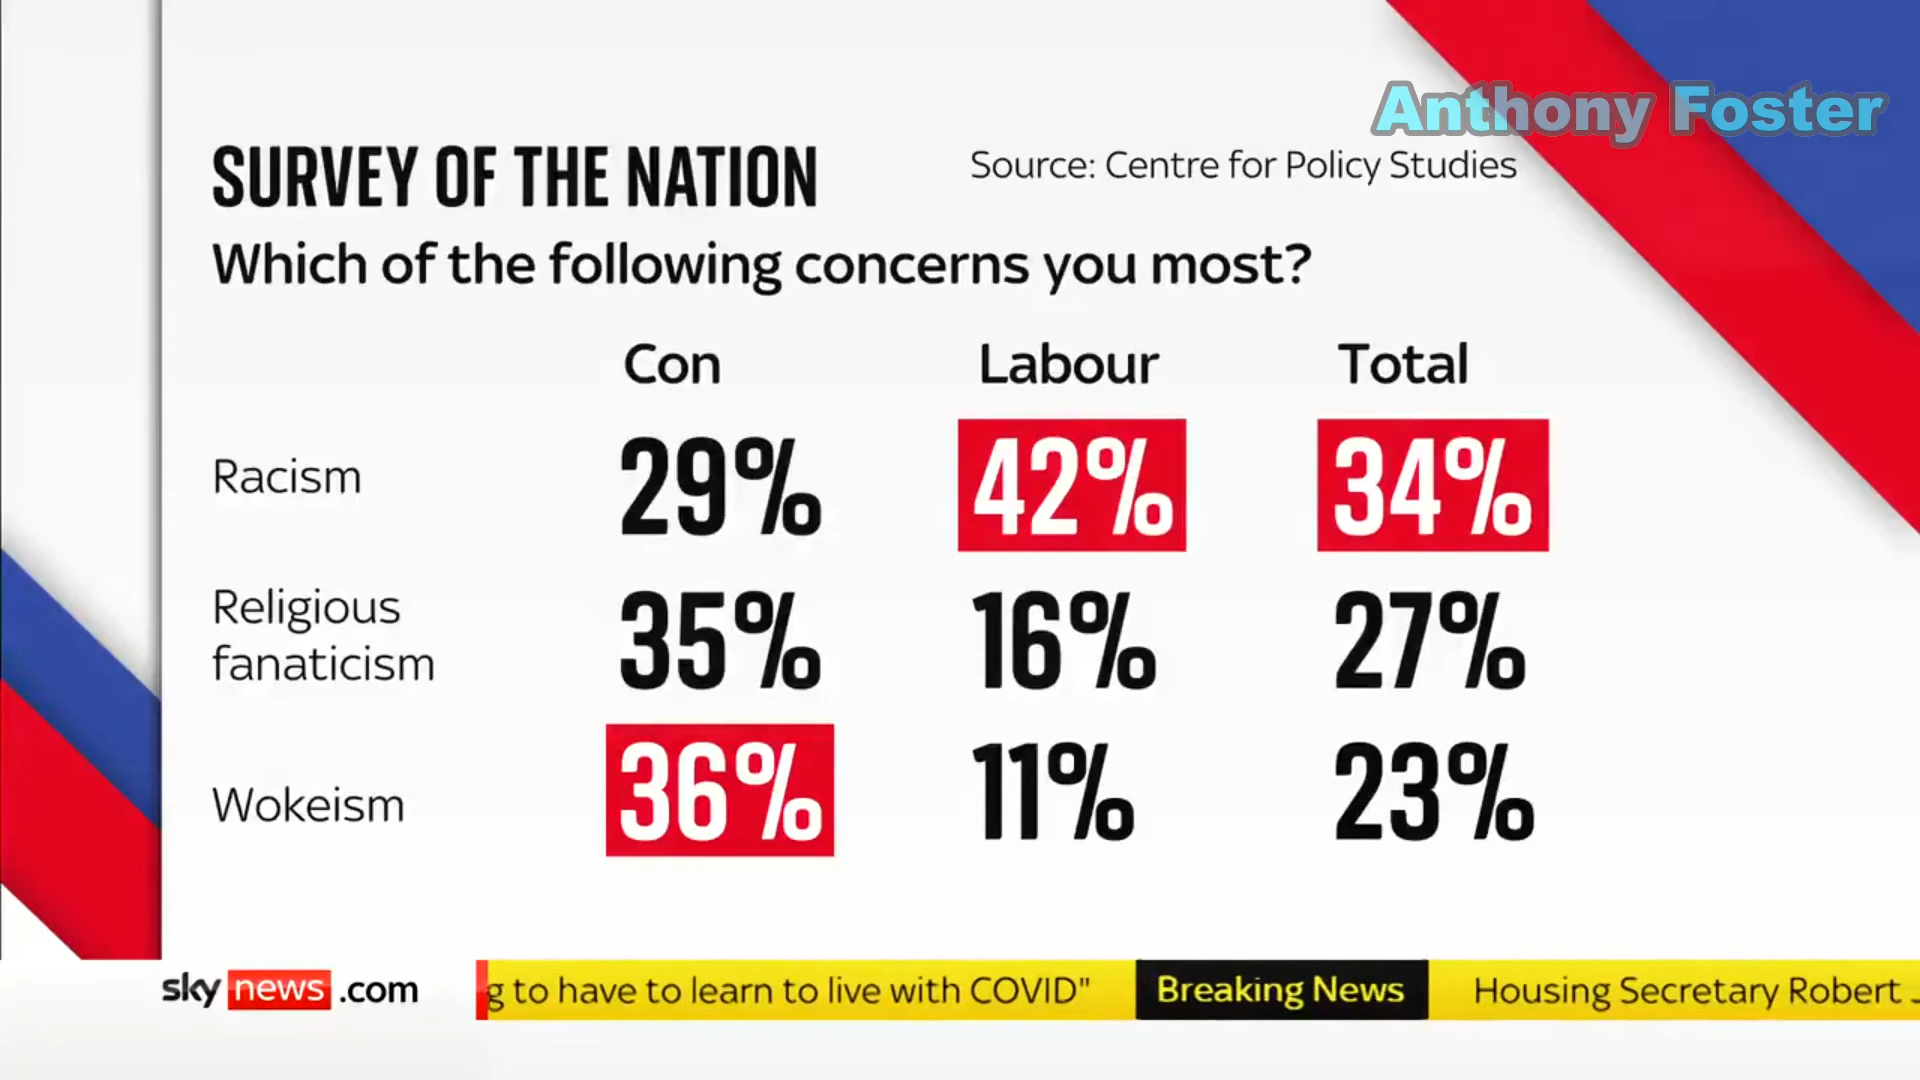 Anthony Foster
SURVEY OF THE NATION
Source: Centre for Policy Studies
Which of the following concerns you most?
Con Labour Total
Racism 29% 42% 34%
Religious
fanaticism 35% 16% 27%
Wokeism 36% 11% 23%
sky news .com
g to have to learn to live with COVID" Breaking News Housing Secretary Robert